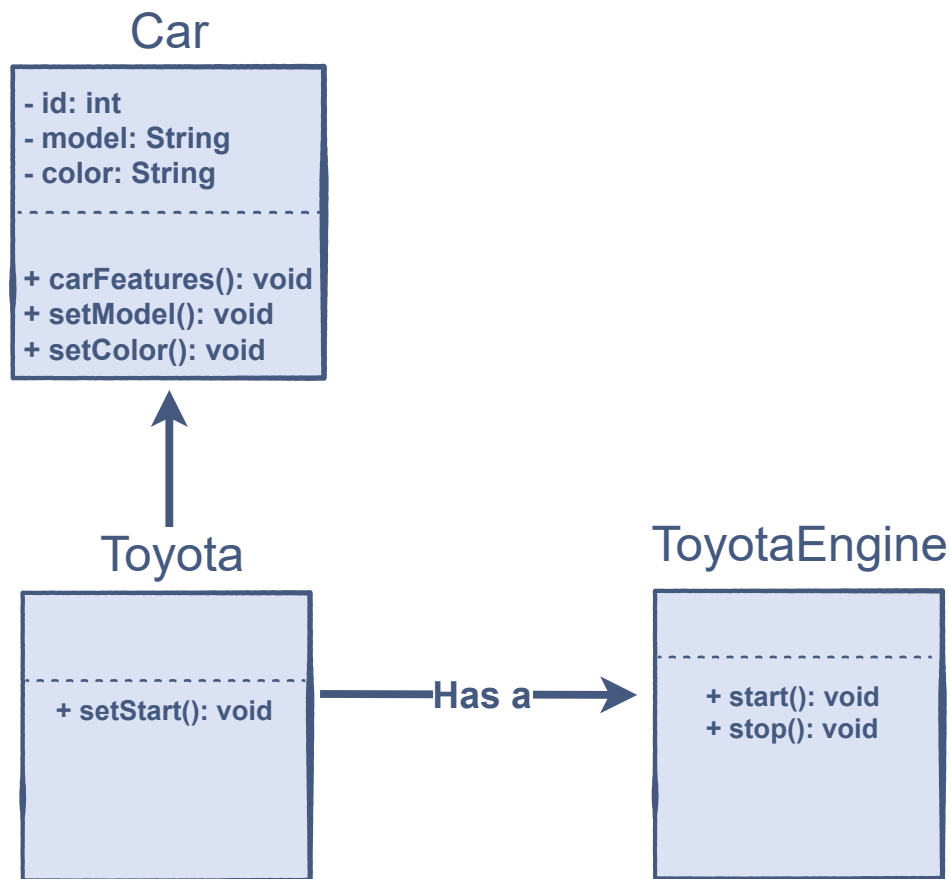 Car
- id: int
- model: String
- color: String
+ carFeatures(): void
+ setModel(): void
+ setColor(): void
Toyota
+ setStart(): void
Has a
ToyotaEngine
+ start(): void
+ stop(): void